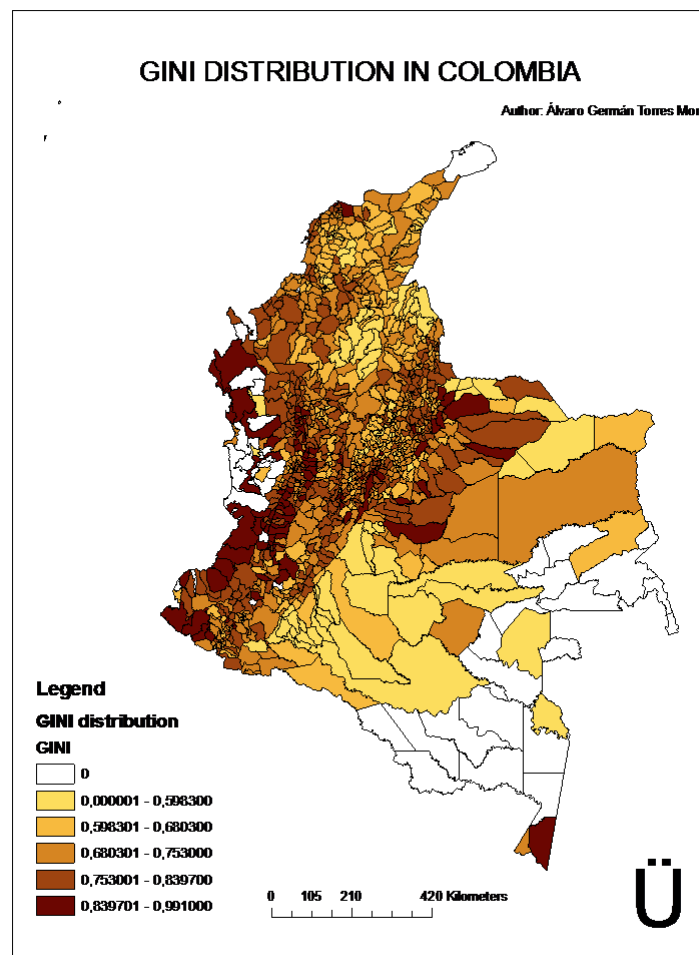 GINI DISTRIBUTION IN COLOMBIA
Author: Álvaro Germán Torres Mor
Legend
GINI distribution
GINI
0
0,000001 - 0,598300
0,598301 - 0,680300
0,680301 - 0,753000
0,753001 - 0,839700
0,839701 - 0,991000
0 105 210 420 Kilometers
Ü